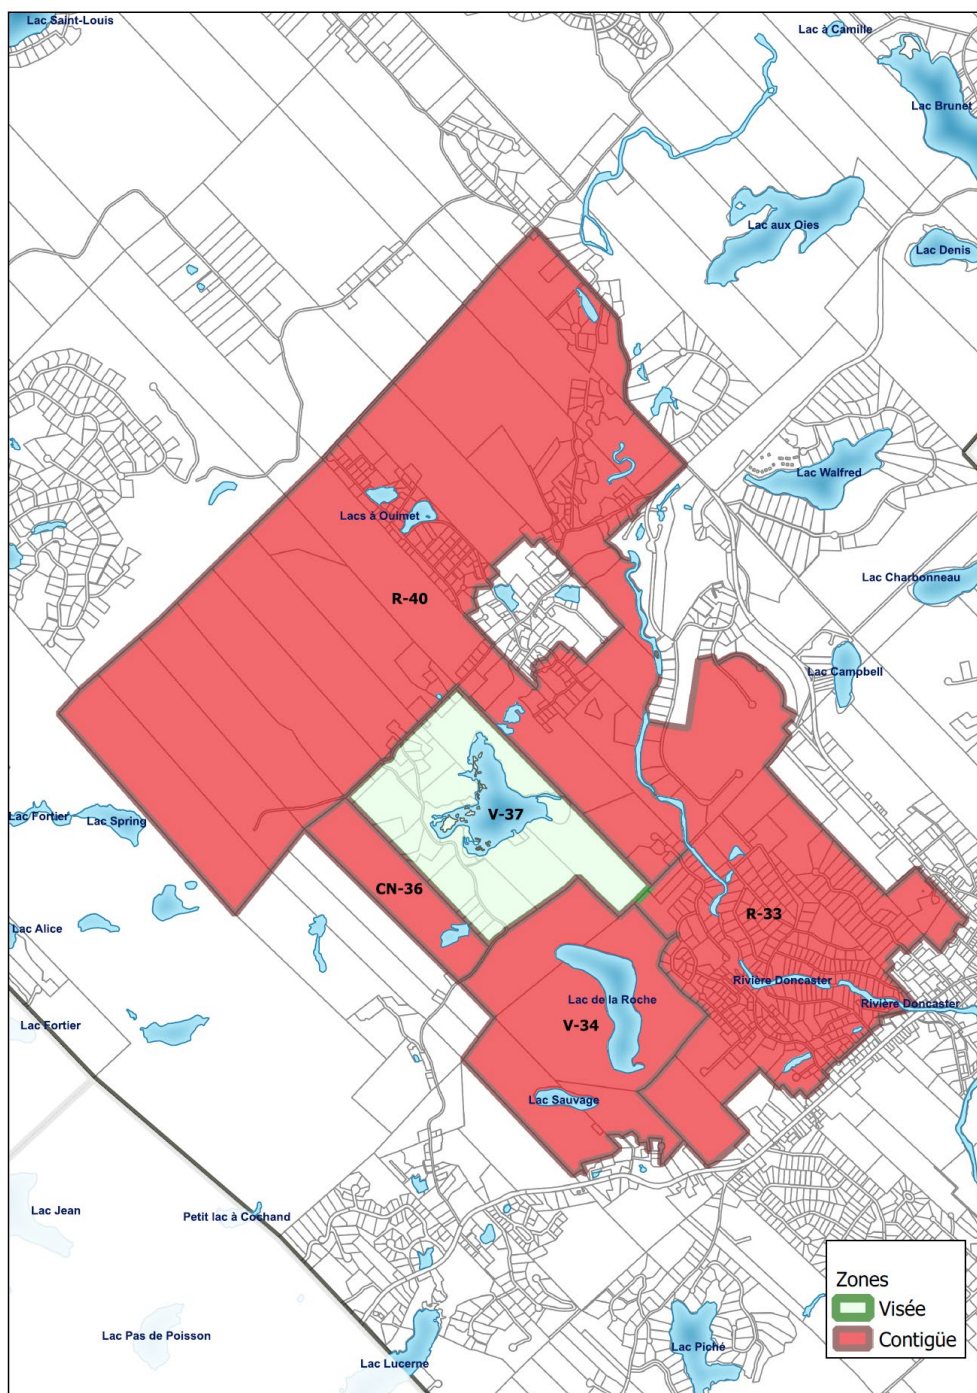 Lac Saint-Louis
Lac à Camille
Lac Brunet
Lac aux Oies
Lac Denis
Lac Walfred
Lacs à Ouimet
Lac Charbonneau
R-40
Lac Campbell
Lac Fortier
Lac Spring
V-37
CN-36
R-33
Lac Alice
Rivière Doncaster
Lac de la Roche
Rivière Doncaster
Lac Fortier
V-34
Lac Sauvage
Lac Jean
Petit lac à Cochand
Zones
Visée
Contigüe
Lac Pas de Poisson
Lac Piché
Lac Lucerne